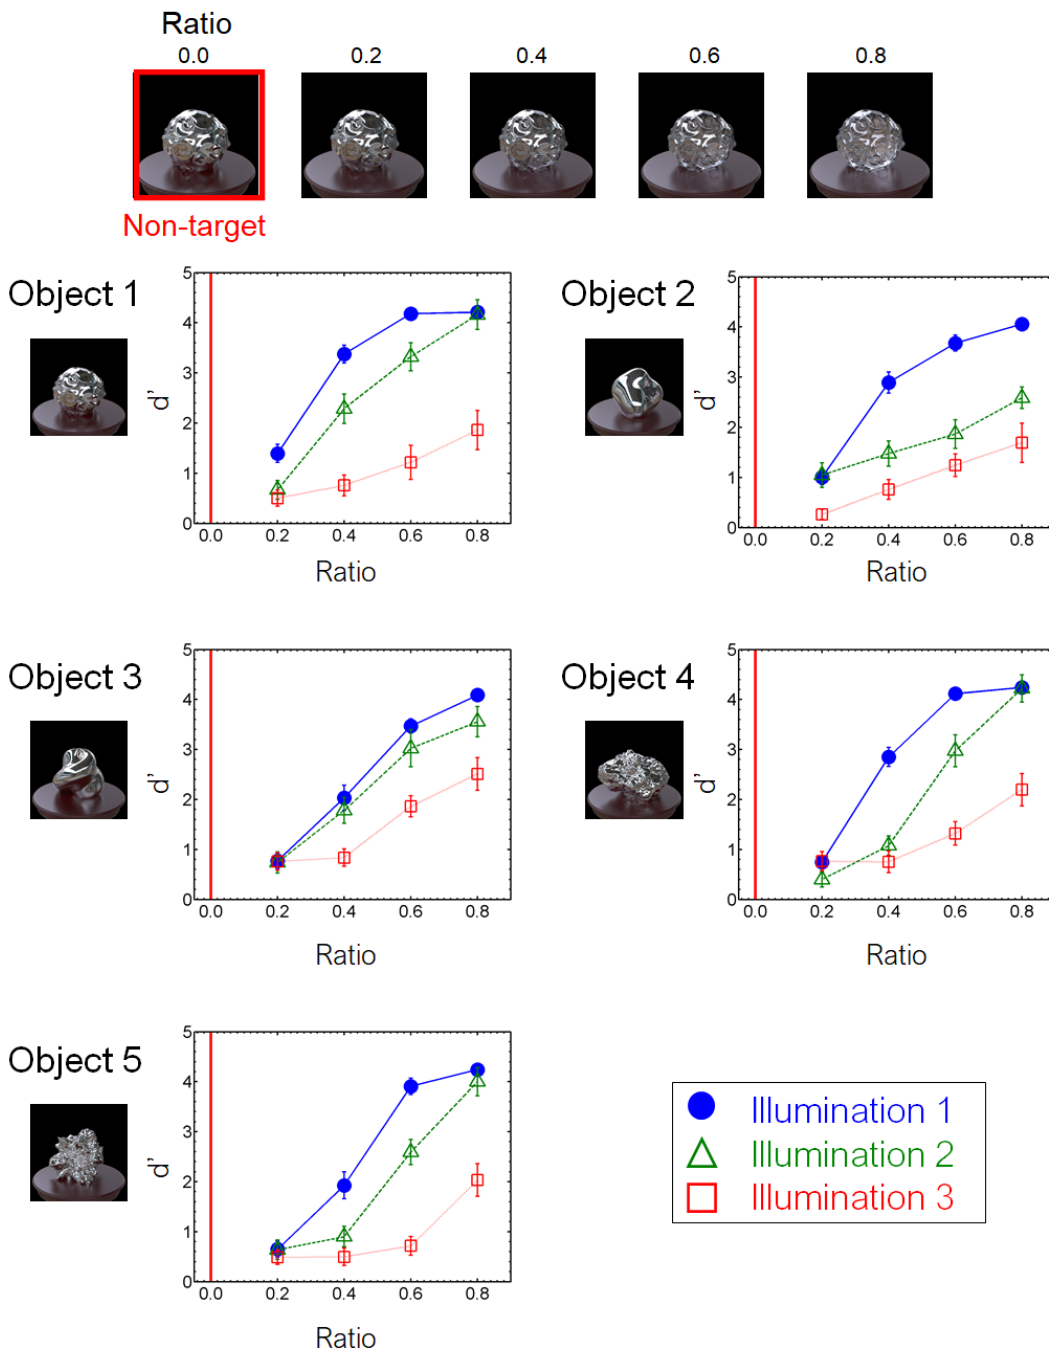 Ratio
0.0 0.2 0.4 0.6 0.8
Non-target
Object 1
d'
5
4
3
2
1
0
0.0 0.2 0.4 0.6 0.8
Ratio
Object 2
d'
5
4
3
2
1
0
0.0 0.2 0.4 0.6 0.8
Ratio
Object 3
d'
5
4
3
2
1
0
0.0 0.2 0.4 0.6 0.8
Ratio
Object 4
d'
5
4
3
2
1
0
0.0 0.2 0.4 0.6 0.8
Ratio
Object 5
d'
5
4
3
2
1
0
0.0 0.2 0.4 0.6 0.8
Ratio
Illumination 1
Illumination 2
Illumination 3